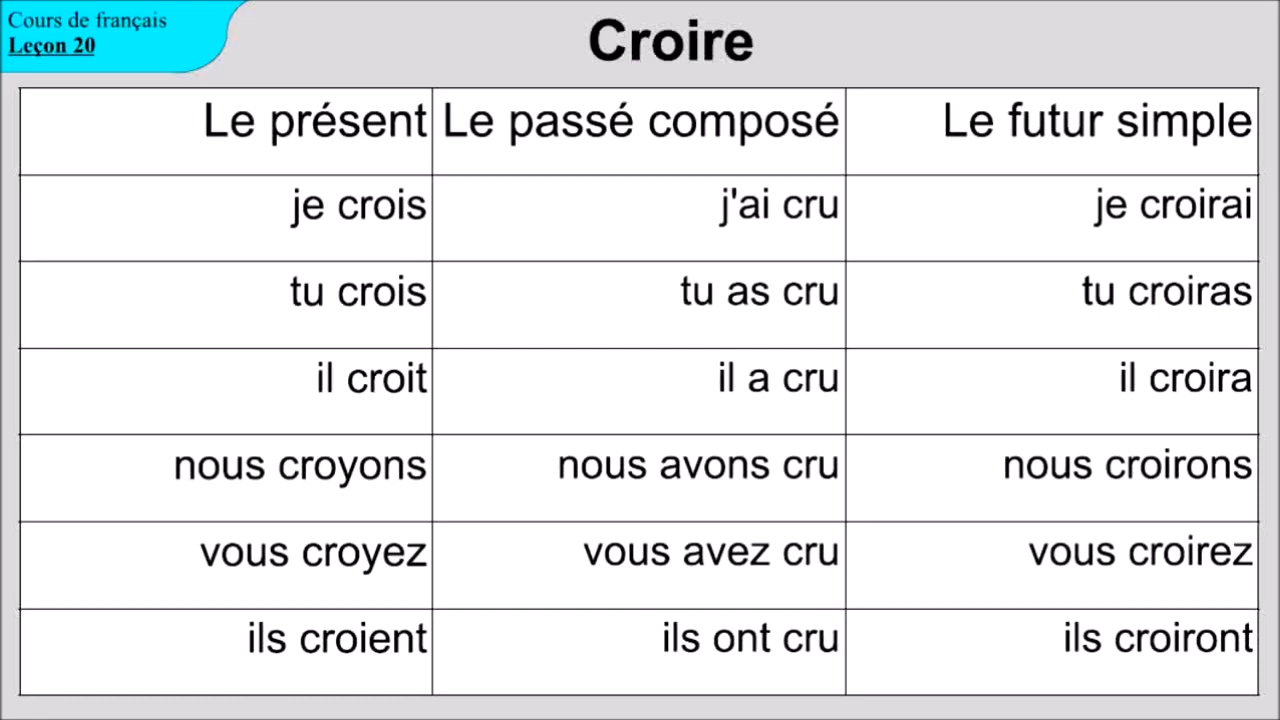 Cours de français
Leçon 20
Croire
Le présent Le passé composé Le futur simple
je crois j'ai cru je croirai
tu crois tu as cru tu croiras
il croit il a cru il croira
nous croyons nous avons cru nous croirons
vous croyez vous avez cru vous croirez
ils croient ils ont cru ils croiront